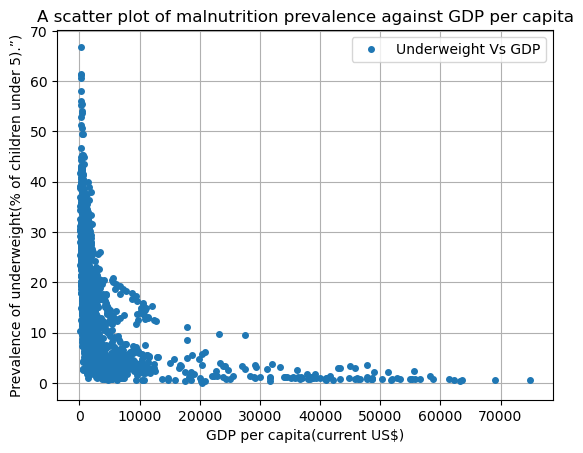 A scatter plot of malnutrition prevalence against GDP per capita
Underweight Vs GDP
Prevalence of underweight(% of children under 5).”)
70
60
50
40
30
20
10
0
0 10000 20000 30000 40000 50000 60000 70000
GDP per capita(current US$)